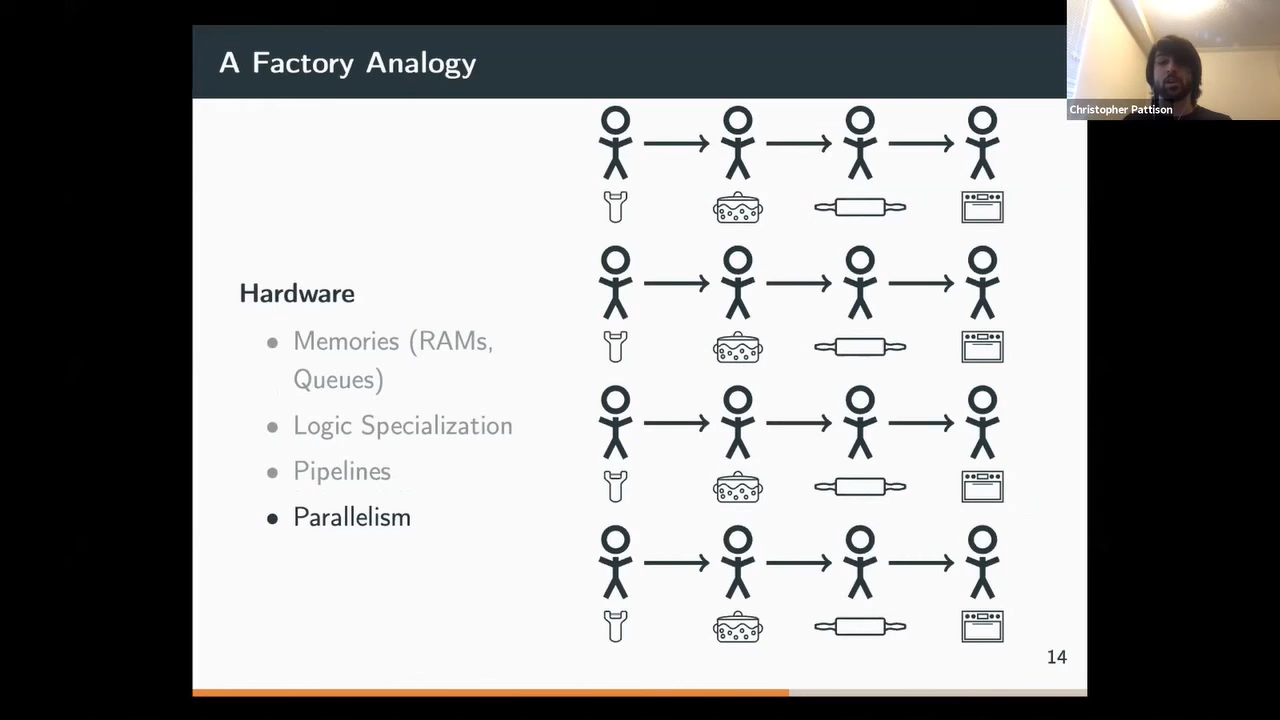 A Factory Analogy
Christopher Pattison
Hardware
• Memories (RAMs,
Queues)
• Logic Specialization
• Pipelines
• Parallelism
14